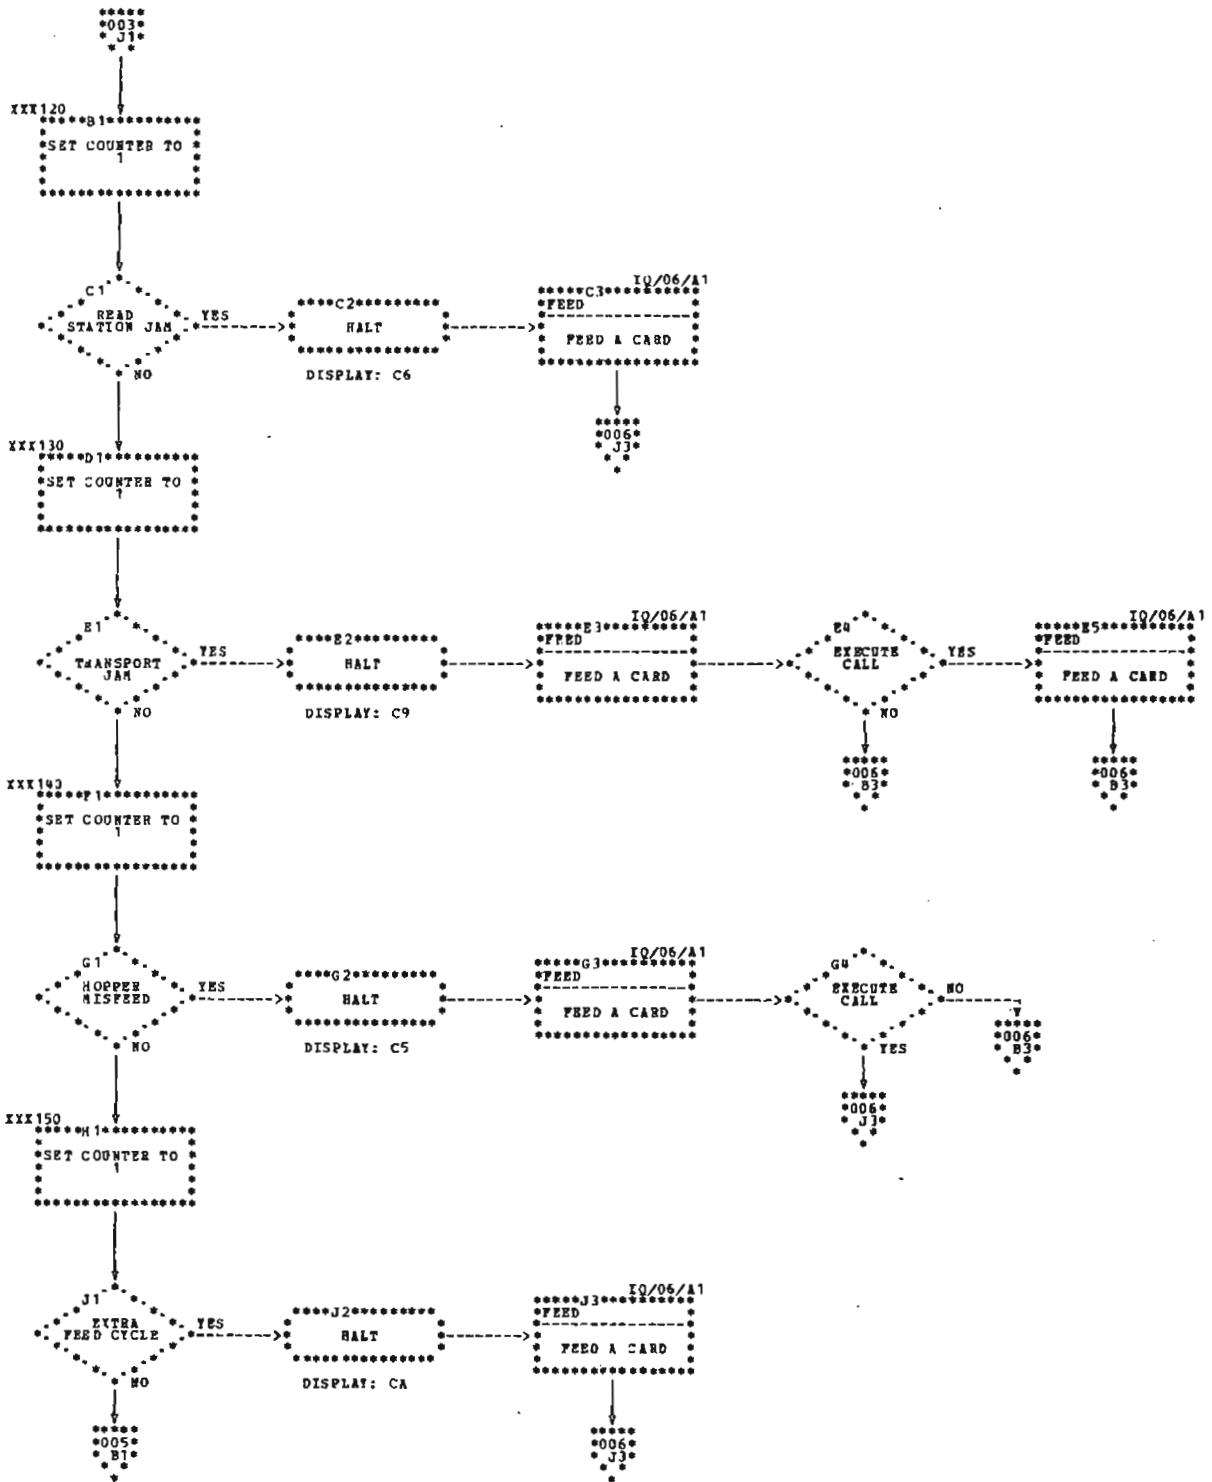 003
J1
XXX120
B1
SET COUNTER TO
1
C1
READ
STATION JAM
YES
NO
C2
HALT
DISPLAY: C6
IQ/06/A1
C3
FEED
FEED A CARD
006
J3
XXX130
D1
SET COUNTER TO
1
E1
TRANSPORT
JAM
YES
NO
E2
HALT
DISPLAY: C9
IQ/06/A1
E3
FEED
FEED A CARD
E4
EXECUTE
CALL
YES
NO
IQ/06/A1
E5
FEED
FEED A CARD
006
B3
006
B3
XXX140
F1
SET COUNTER TO
1
G1
HOPPER
MISFEED
YES
NO
G2
HALT
DISPLAY: C5
IQ/06/A1
G3
FEED
FEED A CARD
G4
EXECUTE
CALL
NO
YES
006
B3
006
J3
XXX150
H1
SET COUNTER TO
1
J1
EXTRA
FEED CYCLE
YES
NO
J2
HALT
DISPLAY: CA
IQ/06/A1
J3
FEED
FEED A CARD
005
B1
006
J3